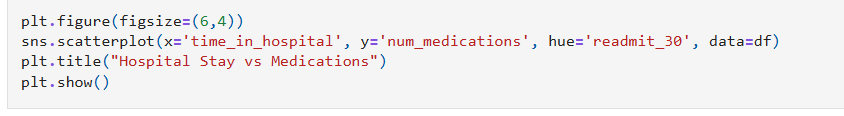 plt.figure(figsize=(6,4))
sns.scatterplot(x='time_in_hospital', y='num_medications', hue='readmit_30', data=df)
plt.title("Hospital Stay vs Medications")
plt.show()